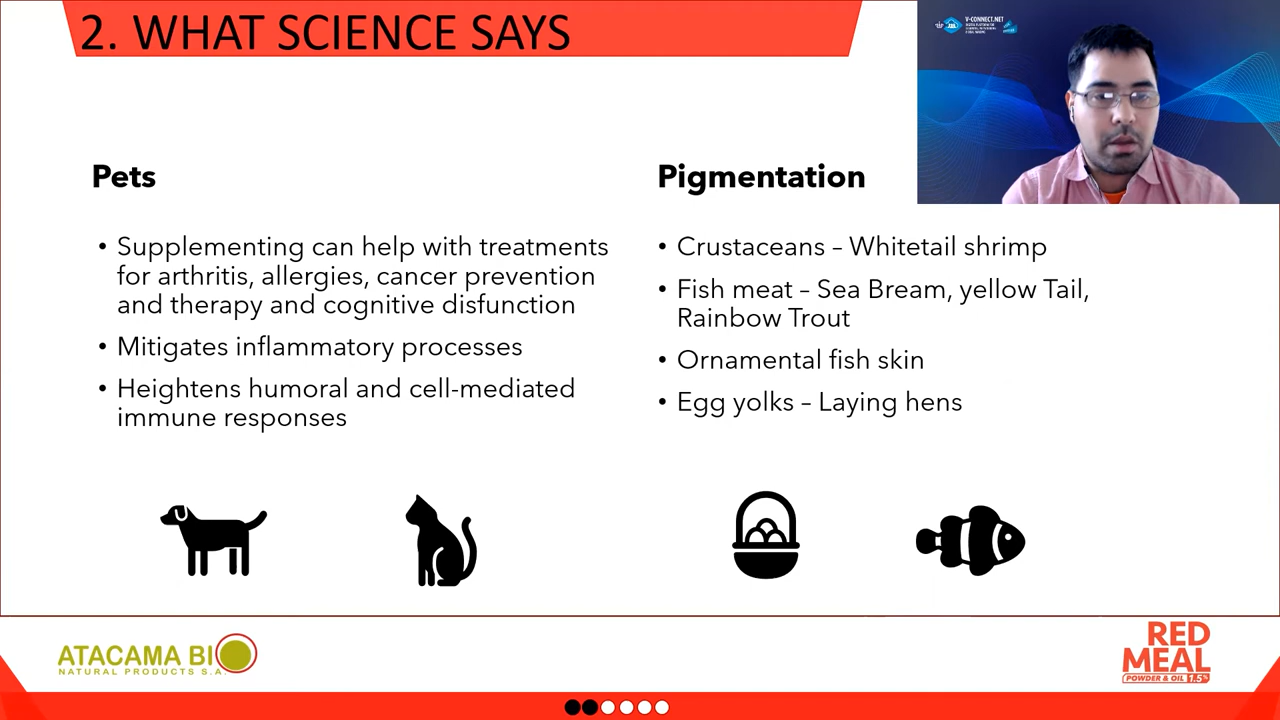 2. WHAT SCIENCE SAYS
V-CONNECT.NET
Pets
Supplementing can help with treatments
for arthritis, allergies, cancer prevention
and therapy and cognitive disfunction
Mitigates inflammatory processes
Heightens humoral and cell-mediated
immune responses
Pigmentation
Crustaceans – Whitetail shrimp
Fish meat – Sea Bream, yellow Tail,
Rainbow Trout
Ornamental fish skin
Egg yolks – Laying hens
ATACAMA BIO
NATURAL PRODUCTS S.A.
RED
MEAL
POWDER & OIL 1.5%